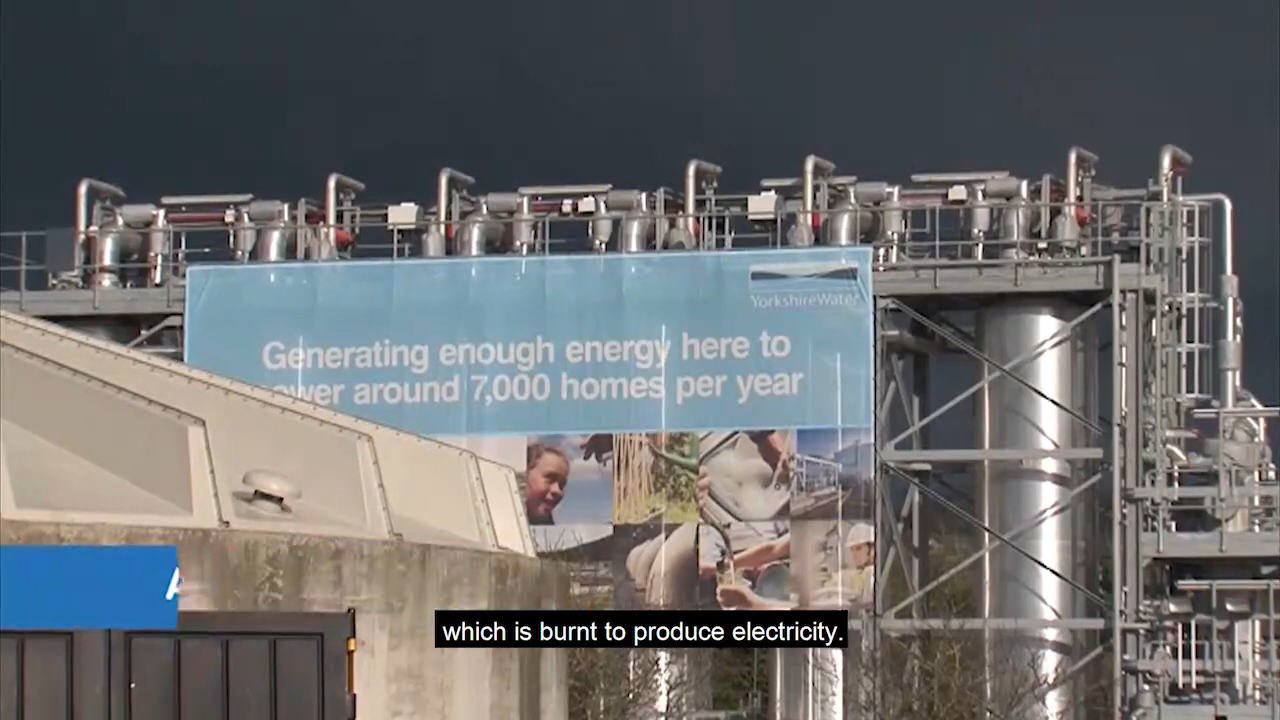 YorkshireWater
Generating enough energy here to
around 7,000 homes per year
which is burnt to produce electricity.